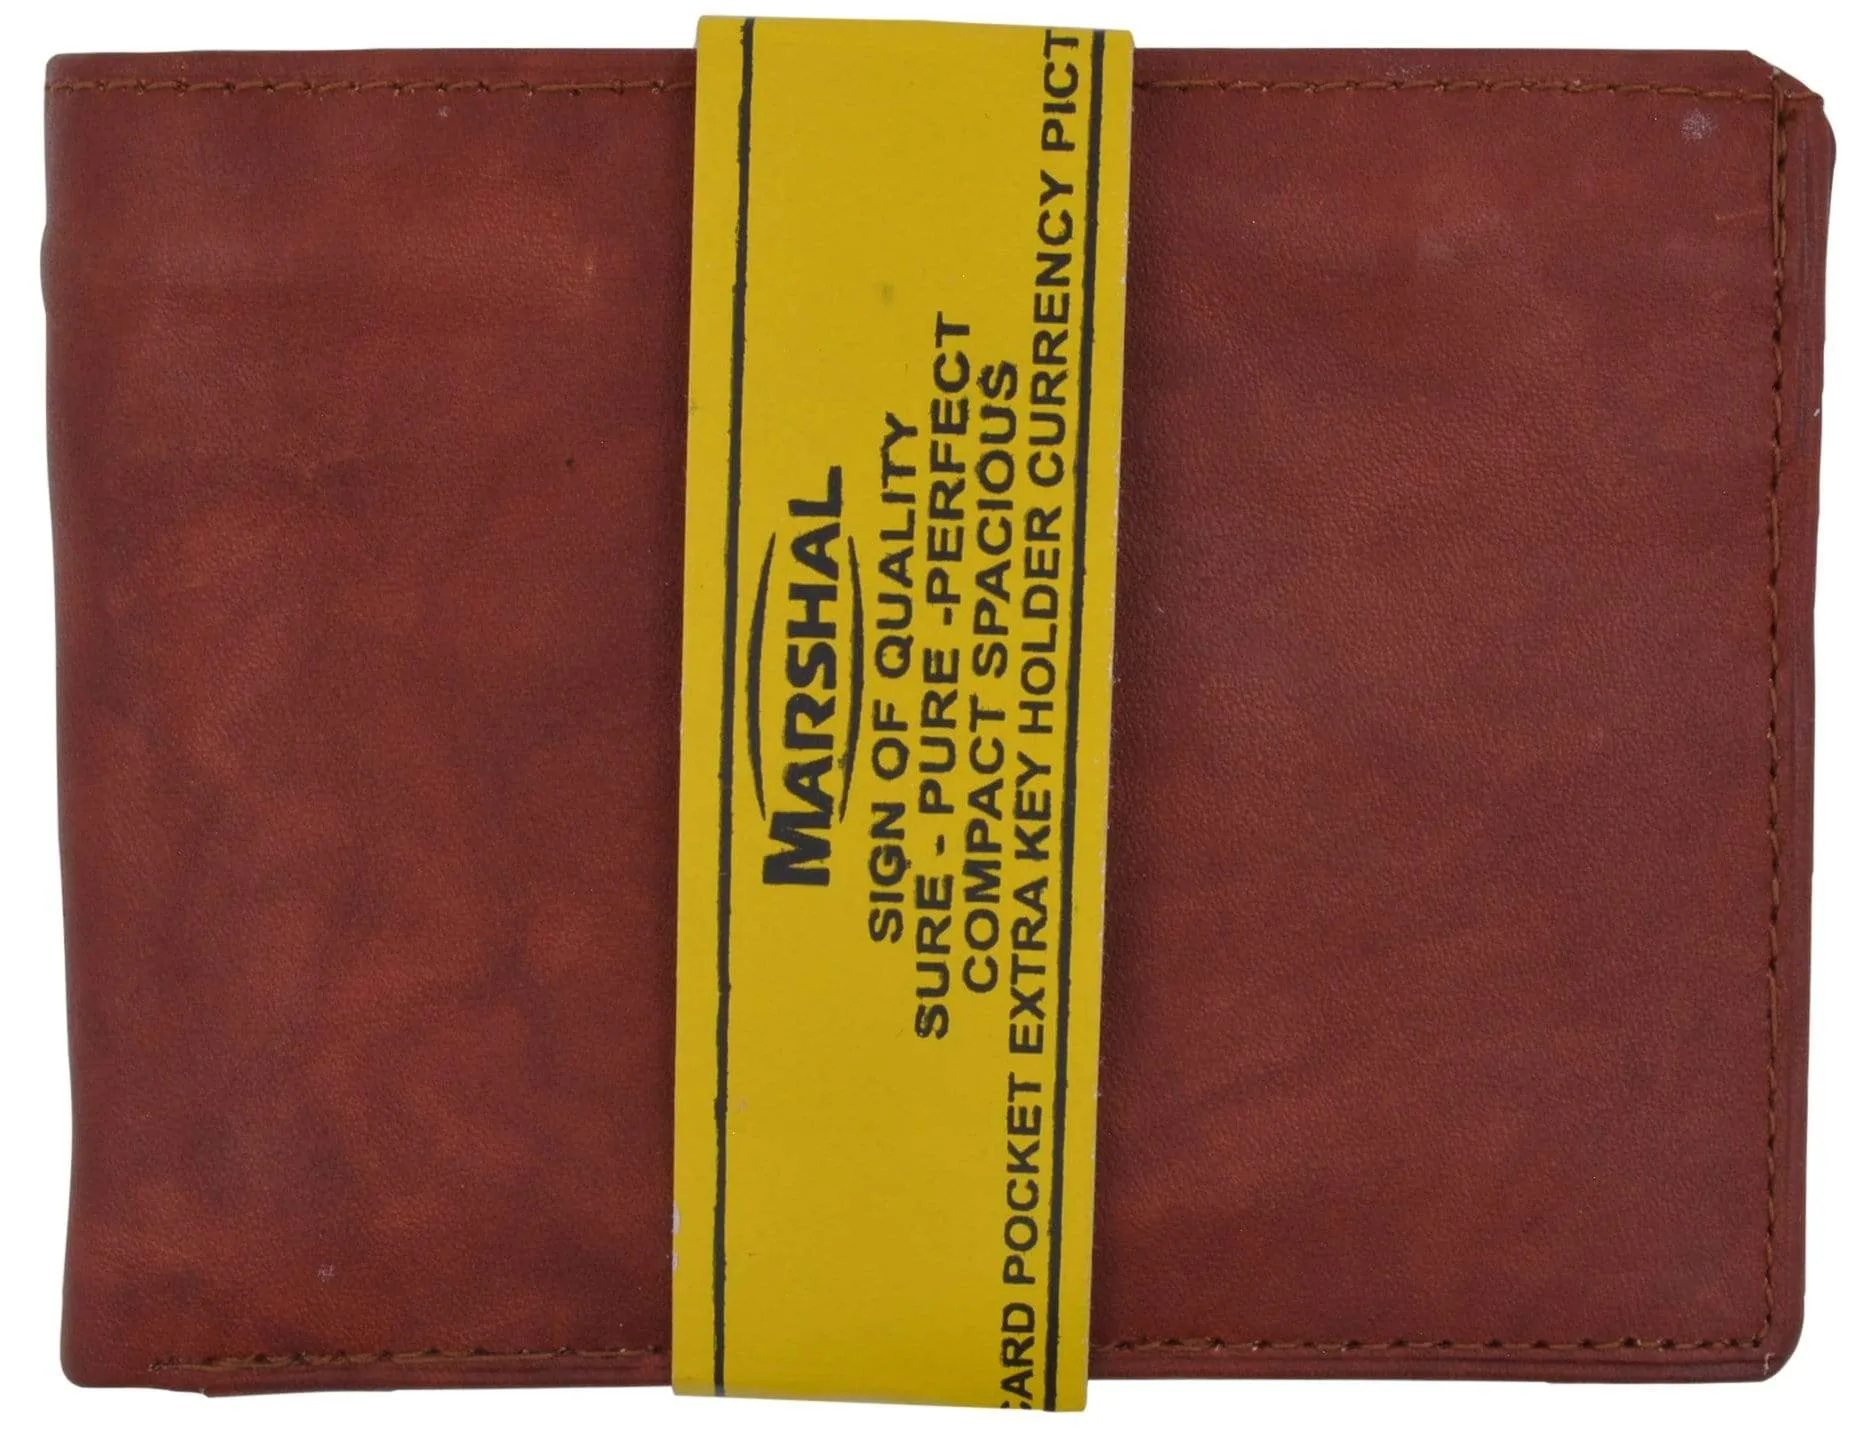 MARSHAL
SIGN OF QUALITY
SURE - PURE -PERFECT
COMPACT SPACIOUS
CARD POCKET EXTRA KEY HOLDER CURRENCY PICT